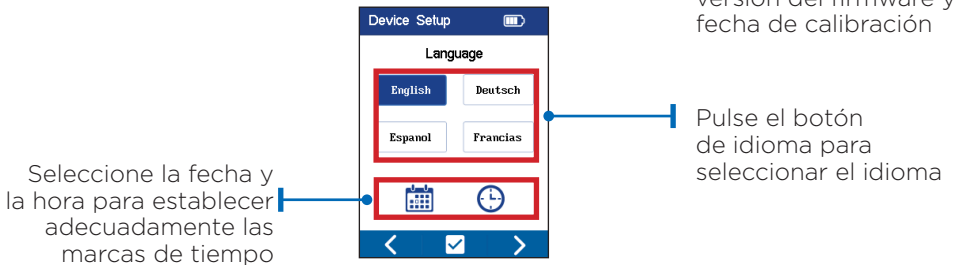 versión del firmware y
fecha de calibración
Device Setup
Language
English
Deutsch
Espanol
Francias
Pulse el botón
de idioma para
seleccionar el idioma
Seleccione la fecha y
la hora para establecer
adecuadamente las
marcas de tiempo